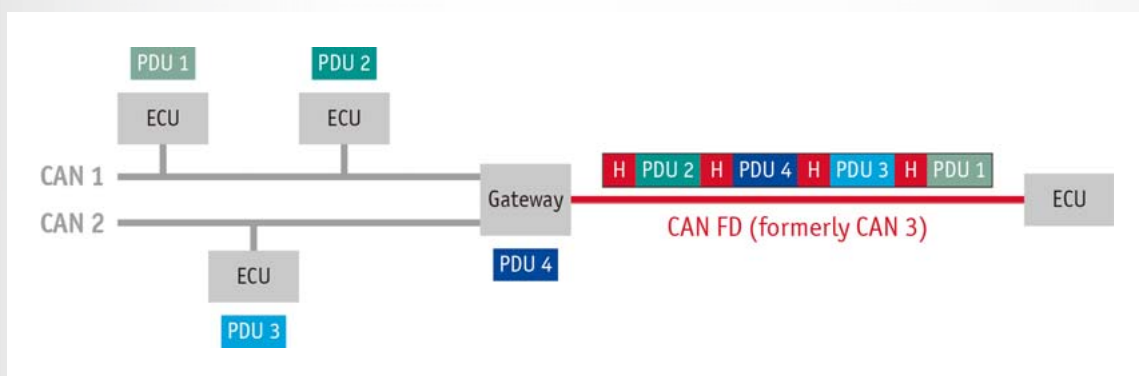 PDU 1
PDU 2
ECU
ECU
CAN 1
H PDU 2 H PDU 4 H PDU 3 H PDU 1
Gateway
ECU
CAN 2
CAN FD (formerly CAN 3)
ECU
PDU 4
PDU 3